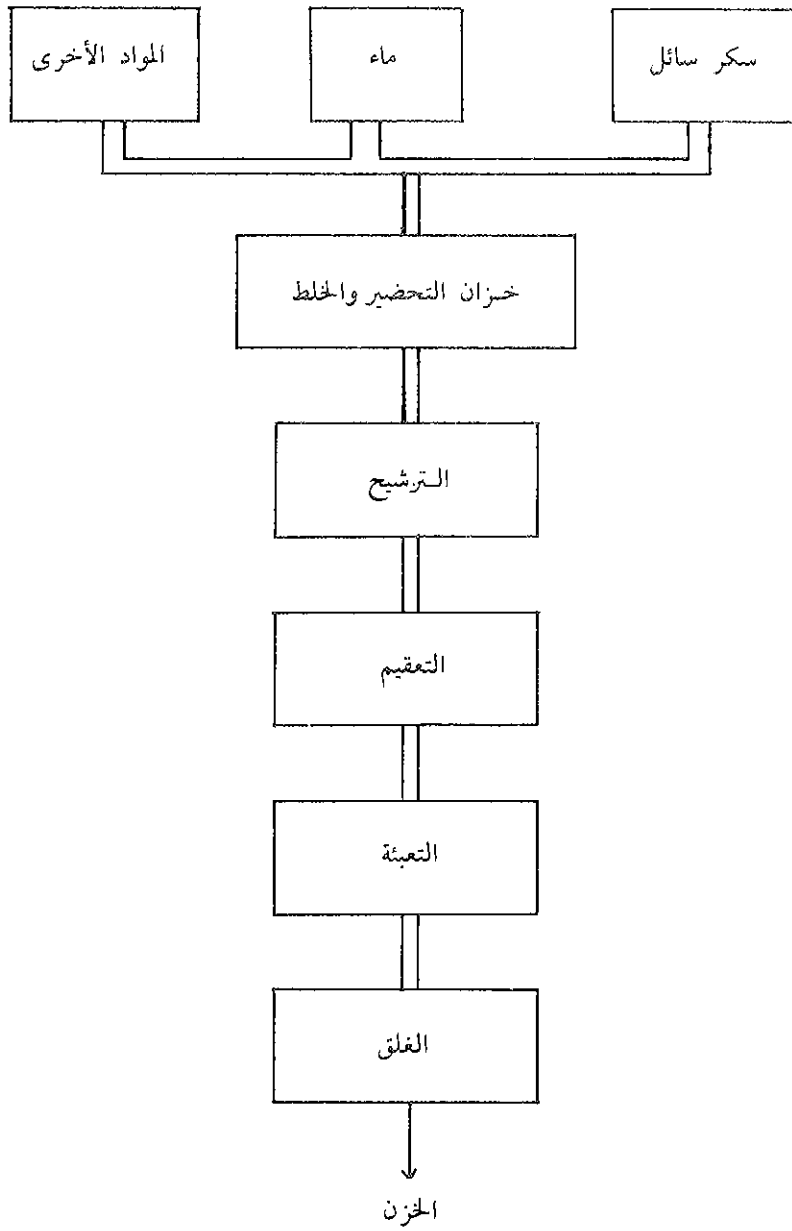 سكر سائل
ماء
المواد الأخرى
خزان التحضير والخلط
الترشيح
التعقيم
التعبئة
الغلق
الخزن